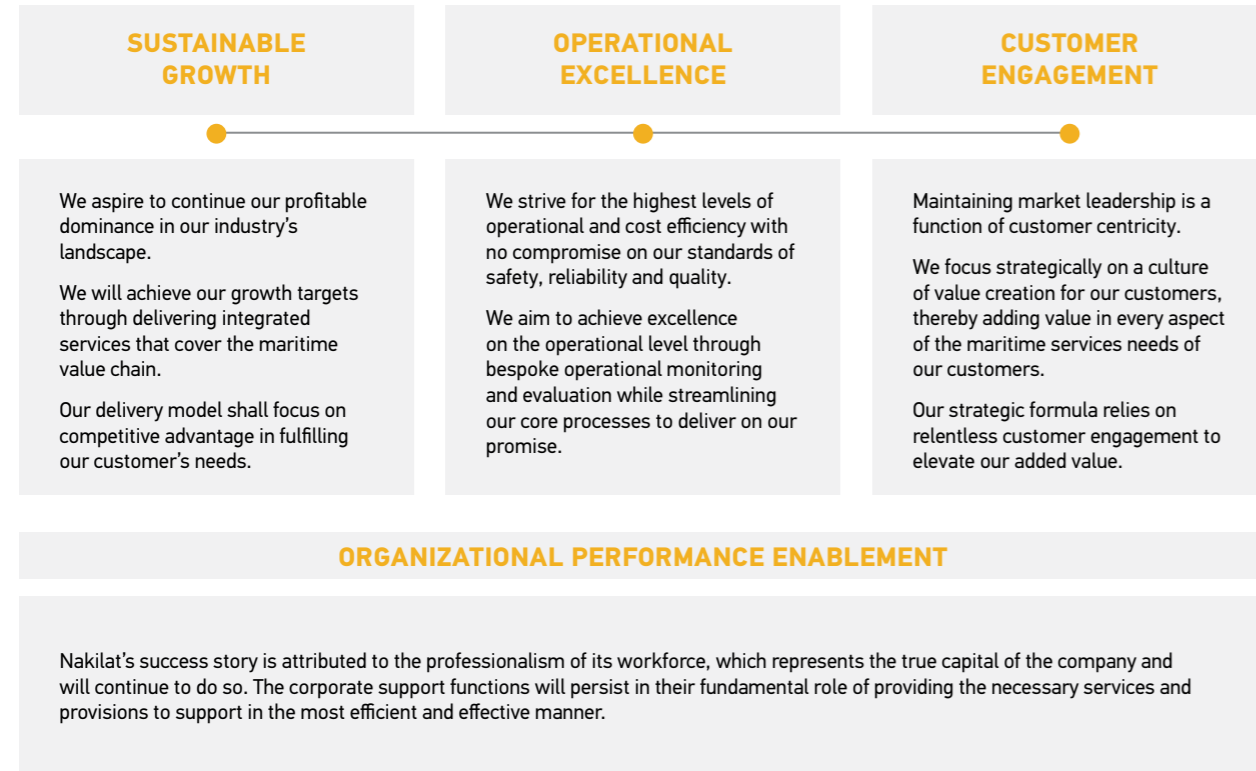 SUSTAINABLE
GROWTH
We aspire to continue our profitable
dominance in our industry's
landscape.
We will achieve our growth targets
through delivering integrated
services that cover the maritime
value chain.
Our delivery model shall focus on
competitive advantage in fulfilling
our customer's needs.
OPERATIONAL
EXCELLENCE
We strive for the highest levels of
operational and cost efficiency with
no compromise on our standards of
safety, reliability and quality.
We aim to achieve excellence
on the operational level through
bespoke operational monitoring
and evaluation while streamlining
our core processes to deliver on our
promise.
CUSTOMER
ENGAGEMENT
Maintaining market leadership is a
function of customer centricity.
We focus strategically on a culture
of value creation for our customers,
thereby adding value in every aspect
of the maritime services needs of
our customers.
Our strategic formula relies on
relentless customer engagement to
elevate our added value.
ORGANIZATIONAL PERFORMANCE ENABLEMENT
Nakilat's success story is attributed to the professionalism of its workforce, which represents the true capital of the company and
will continue to do so. The corporate support functions will persist in their fundamental role of providing the necessary services and
provisions to support in the most efficient and effective manner.